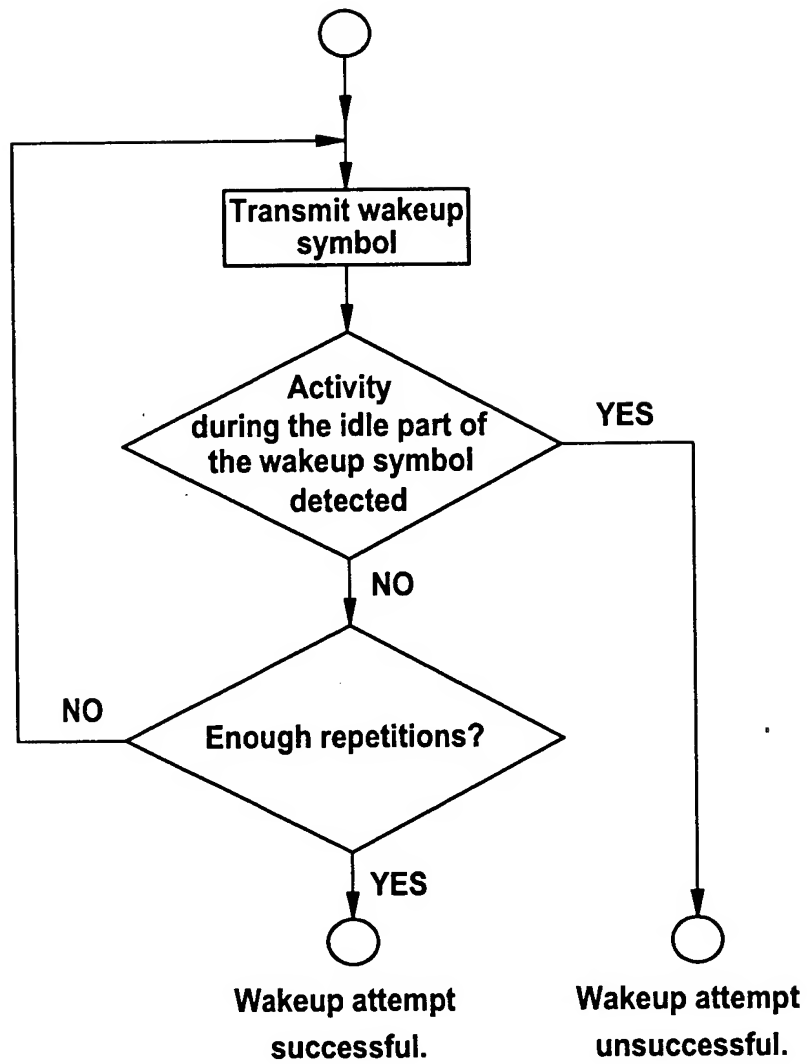 Transmit wakeup
symbol
Activity
during the idle part of
the wakeup symbol
detected
YES
NO
NO
Enough repetitions?
YES
Wakeup attempt
successful.
Wakeup attempt
unsuccessful.